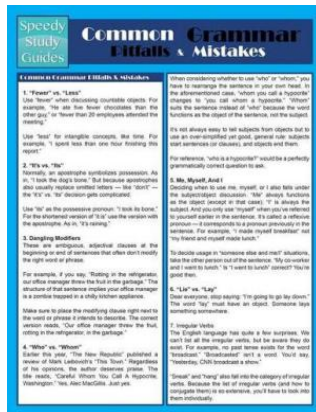 Speedy
Study
Guides
Common Grammar
Pitfalls & Mistakes
Common Grammar Pitfalls & Mistakes
1. "Fewer" vs. "Less"
Use "fewer" when discussing countable objects. For
example, "He ate five fewer chocolates than the
other guy," or "fewer than 20 employees attended the
meeting."
Use "less" for intangible concepts, like time. For
example, "I spent less than one hour finishing this
report."
2. "It's vs. "Its"
Normally, an apostrophe symbolizes possession. As
in, "I took the dog's bone." But because apostrophes
also usually replace omitted letters — like "don't" —
the "it's" vs. "its" decision gets complicated.
Use "its" as the possessive pronoun. "I took its bone."
For the shortened version of "it is" use the version with
the apostrophe. As in, "it's raining."
3. Dangling Modifiers
These are ambiguous, adjectival clauses at the
beginning or end of sentences that often don't modify
the right word or phrase.
For example, if you say, "Rotting in the refrigerator,
our office manager threw the fruit in the garbage." The
structure of that sentence implies your office manager
is a zombie trapped in a chilly kitchen appliance.
Make sure to place the modifying clause right next to
the word or phrase it intends to describe. The correct
version reads, "Our office manager threw the fruit,
rotting in the refrigerator, in the garbage."
4. "Who" vs. "Whom"
Earlier this year, "The New Republic" published a
review of Mark Leibovich's "This Town." Regardless
of his opinions, the author deserves praise. The
title reads, "Careful Whom You Call A Hypocrite,
Washington." Yes, Alec MacGillis. Just yes.
When considering whether to use "who" or "whom," you
have to rearrange the sentence in your own head. In
the aforementioned case, "whom you call a hypocrite"
changes to "you call whom a hypocrite." "Whom"
suits the sentence instead of "who" because the word
functions as the object of the sentence, not the subject.
It's not always easy to tell subjects from objects but to
use an over-simplified yet good, general rule: subjects
start sentences (or clauses), and objects end them.
For reference, "who is a hypocrite?" would be a perfectly
grammatically correct question to ask.
5. Me, Myself, And I
Deciding when to use me, myself, or I also falls under
the subject/object discussion. "Me" always functions
as the object (except in that case); "I" is always the
subject. And you only use "myself" when you've referred
to yourself earlier in the sentence. It's called a reflexive
pronoun — it corresponds to a pronoun previously in the
sentence. For example, "I made myself breakfast" not
"my friend and myself made lunch."
To decide usage in "someone else and me?" situations,
take the other person out of the sentence. "My co-worker
and I went to lunch." Is "I went to lunch" correct? You're
good then.
6. "Lie" vs. "Lay"
Dear everyone, stop saying: "I'm going to go lay down."
The word "lay" must have an object. Someone lays
something somewhere.
7. Irregular Verbs
The English language has quite a few surprises. We
can't list all the irregular verbs, but be aware they do
exist. For example, no past tense exists for the word
"broadcast." "Broadcasted" isn't a word. You'd say,
"Yesterday, CNN broadcast a show."
"Sneak" and "hang" also fall into the category of irregular
verbs. Because the list of irregular verbs (and how to
conjugate them) is so extensive, you'll have to look into
them individually.